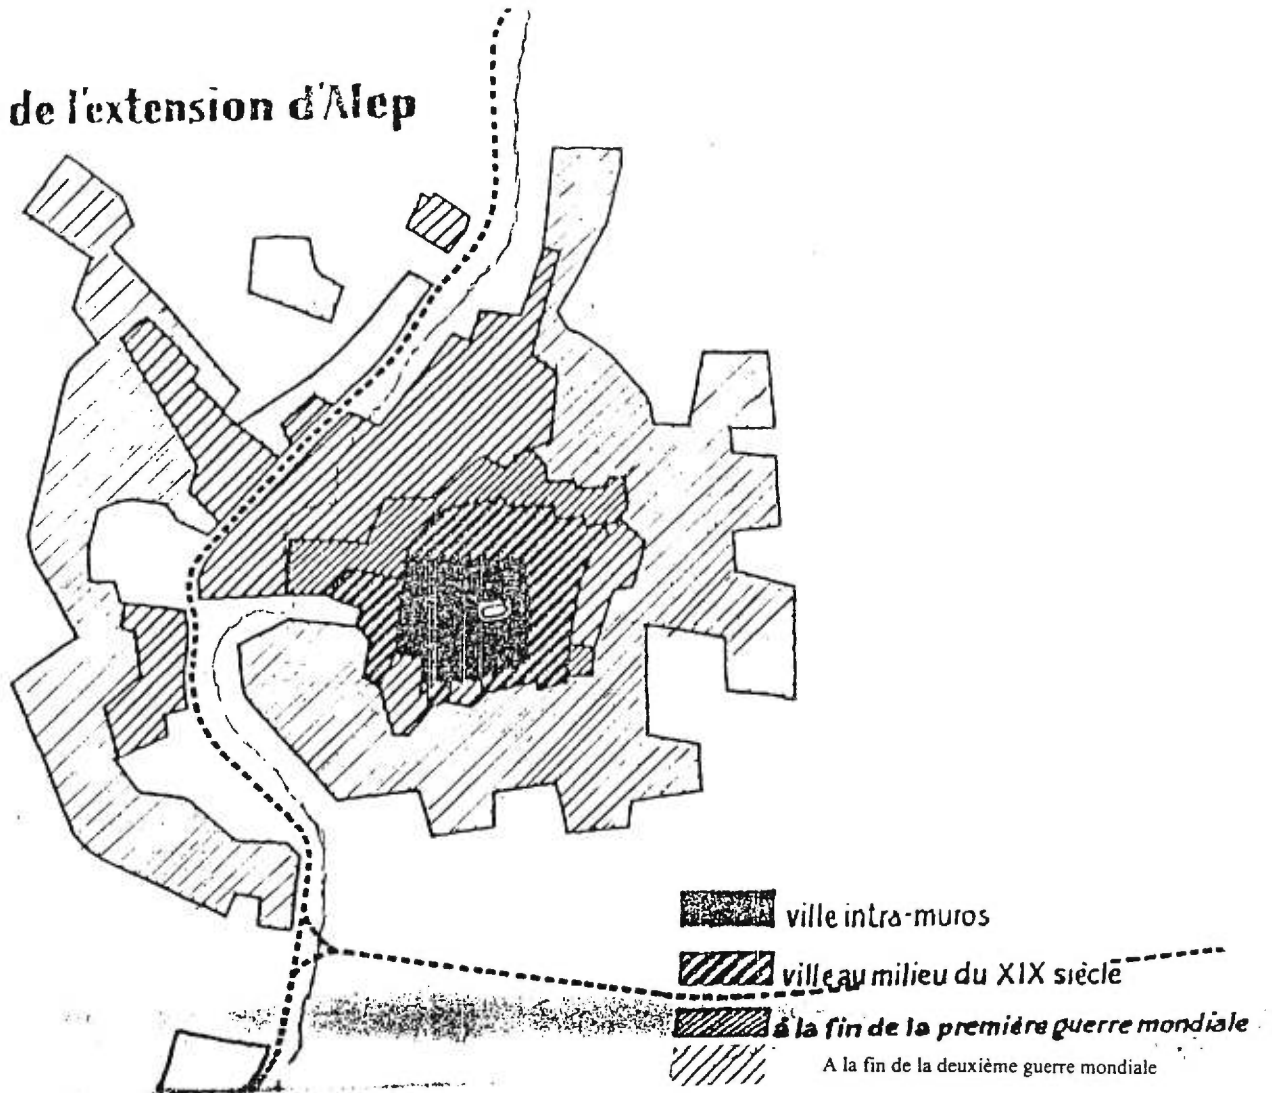 de l'extension d'Alep
ville intra-muros
ville au milieu du XIX siècle
à la fin de la première guerre mondiale
A la fin de la deuxième guerre mondiale